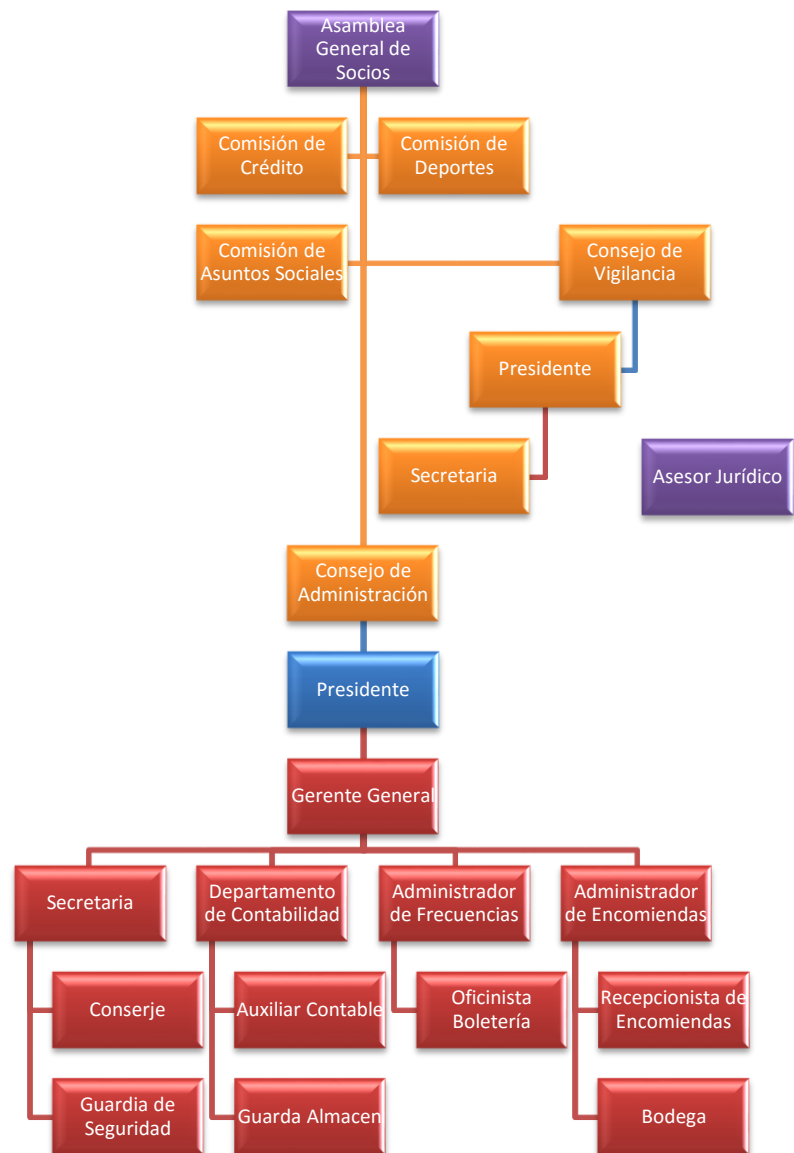 Asamblea
General de
Socios
Comisión de
Crédito
Comisión de
Deportes
Comisión de
Asuntos Sociales
Consejo de
Vigilancia
Presidente
Secretaria
Asesor Jurídico
Consejo de
Administración
Presidente
Gerente General
Secretaria
Departamento
de Contabilidad
Administrador
de Frecuencias
Administrador
de Encomiendas
Conserje
Auxiliar Contable
Oficinista
Boletería
Recepcionista de
Encomiendas
Guardia de
Seguridad
Guarda Almacen
Bodega